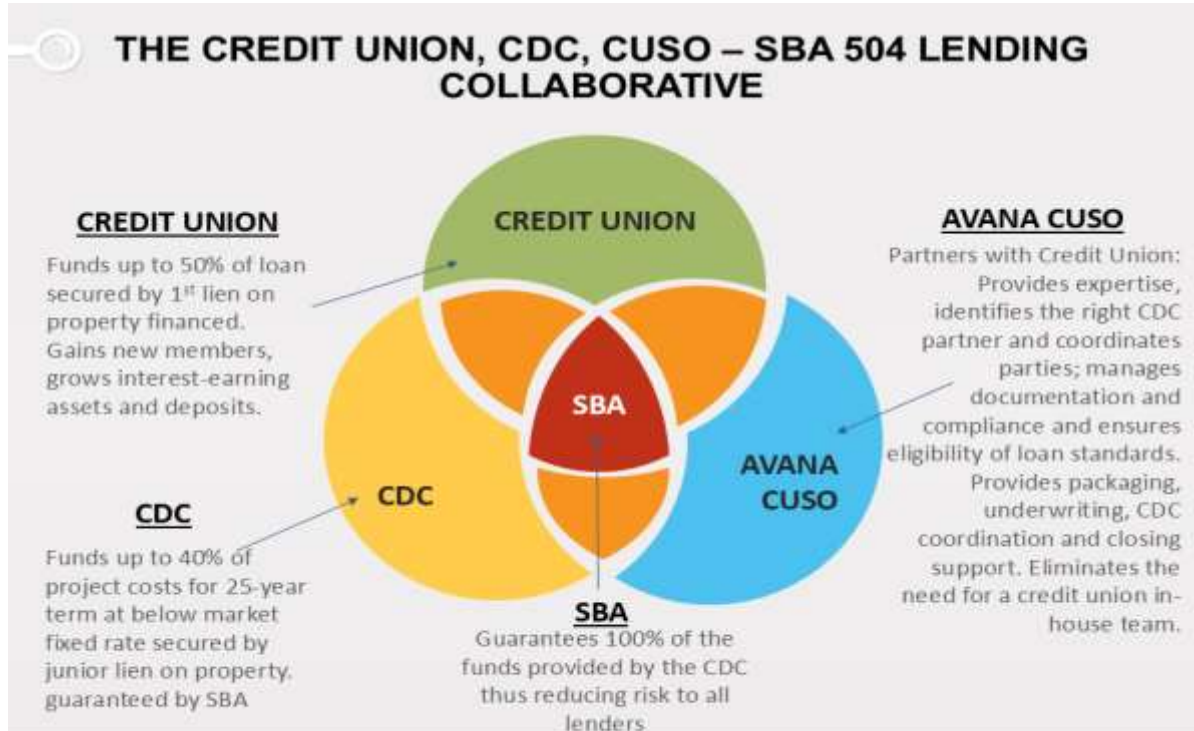 THE CREDIT UNION, CDC, CUSO – SBA 504 LENDING
COLLABORATIVE
CREDIT UNION
Funds up to 50% of loan
secured by 1st lien on
property financed.
Gains new members,
grows interest-earning
assets and deposits.
CDC
Funds up to 40% of
project costs for 25-year
term at below market
fixed rate secured by
junior lien on property.
guaranteed by SBA
CREDIT UNION
SBA
CDC
AVANA
CUSO
SBA
Guarantees 100% of the
funds provided by the CDC
thus reducing risk to all
lenders
AVANA CUSO
Partners with Credit Union:
Provides expertise,
identifies the right CDC
partner and coordinates
parties; manages
documentation and
compliance and ensures
eligibility of loan standards.
Provides packaging,
underwriting, CDC
coordination and closing
support. Eliminates the
need for a credit union in-
house team.